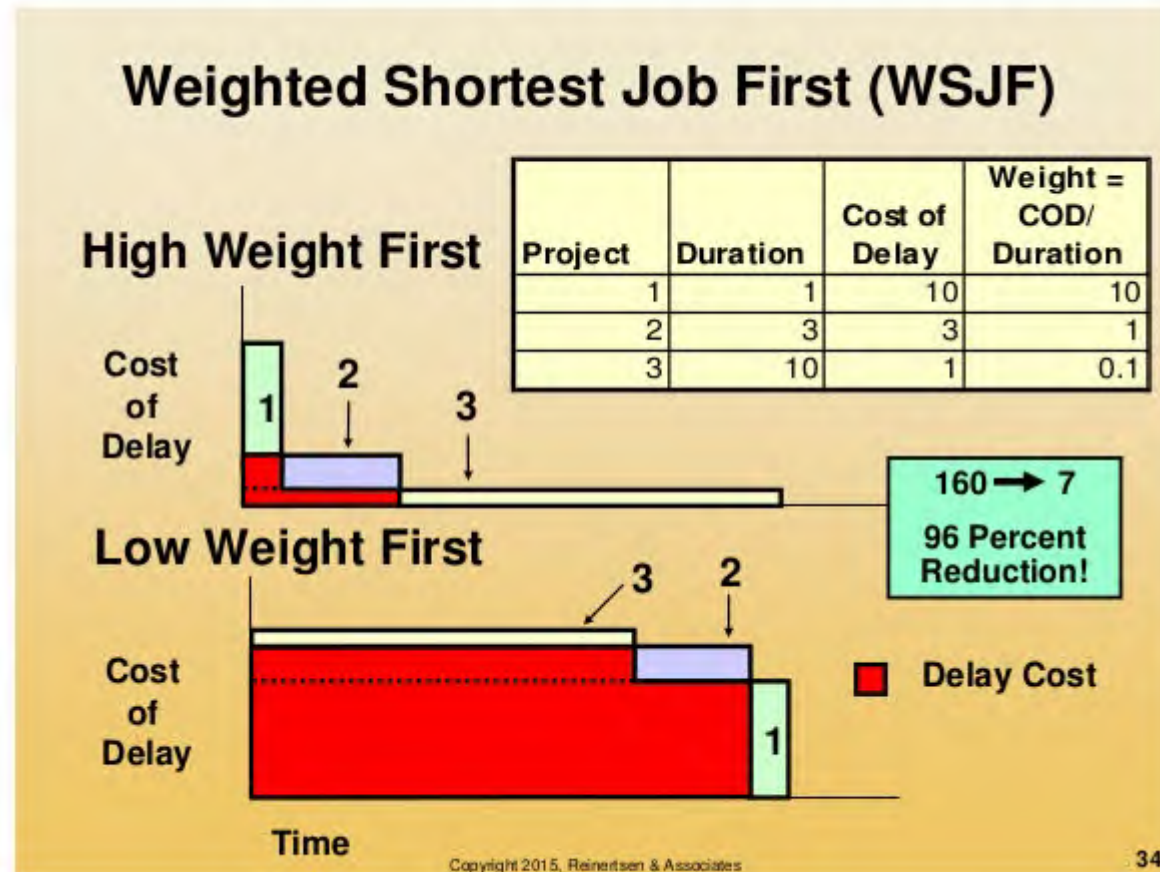 Weighted Shortest Job First (WSJF)
High Weight First
Project Duration Cost of Delay Weight = COD/ Duration
1 1 10 10
2 3 3 1
3 10 1 0.1
Cost
of
Delay
1
2
3
160 → 7
96 Percent
Reduction!
Low Weight First
3
2
Cost
of
Delay
1
Delay Cost
Time
Copyright 2015, Reinertsen & Associates
34